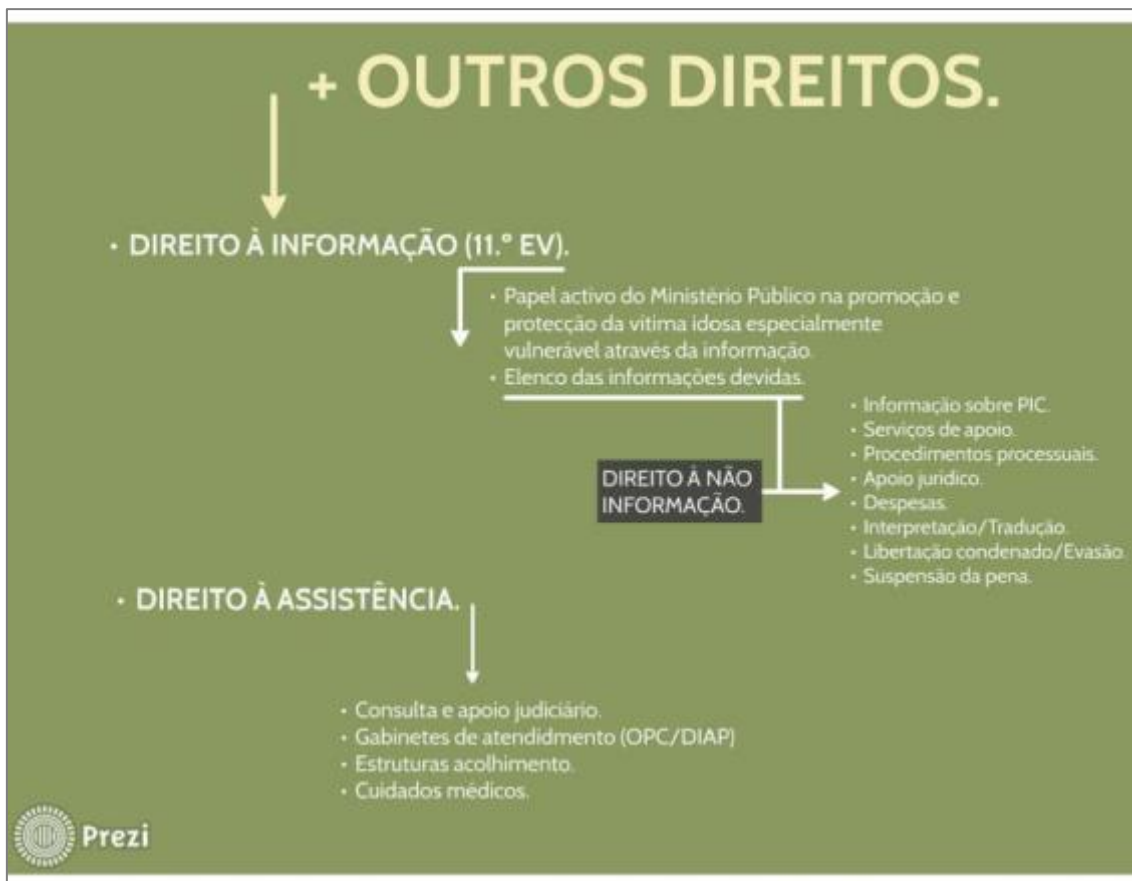 + OUTROS DIREITOS.
• DIREITO À INFORMAÇÃO (11.º EV).
• Papel activo do Ministério Público na promoção e
protecção da vítima idosa especialmente
vulnerável através da informação.
• Elenco das informações devidas.
DIREITO À NÃO
INFORMAÇÃO.
• Informação sobre PIC.
• Serviços de apoio.
• Procedimentos processuais.
• Apoio jurídico.
• Despesas.
• Interpretação/Tradução.
• Libertação condenado/Evasão.
• Suspensão da pena.
• DIREITO À ASSISTÊNCIA.
• Consulta e apoio judiciário.
• Gabinetes de atendidmento (OPC/DIAP)
• Estruturas acolhimento.
• Cuidados médicos.
Prezi